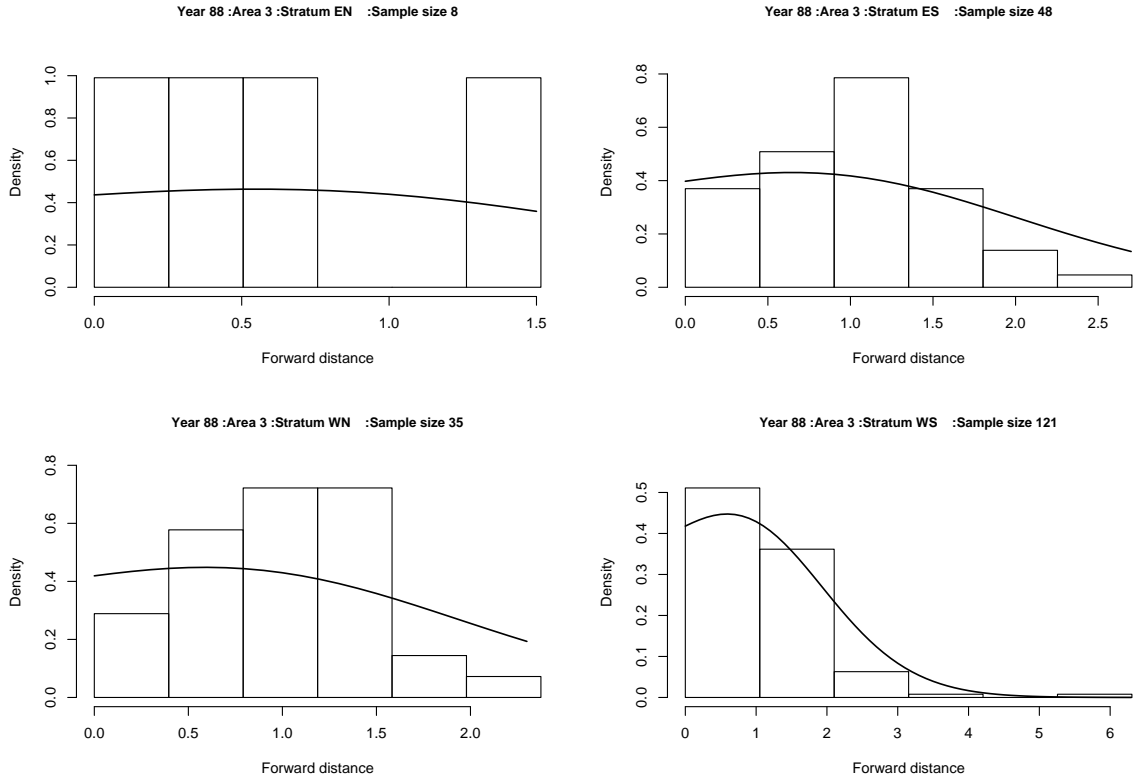 Year 88 :Area 3 :Stratum EN :Sample size 8
Density
0.0 0.2 0.4 0.6 0.8 1.0
0.0 0.5 1.0 1.5
Forward distance
Year 88 :Area 3 :Stratum ES :Sample size 48
Density
0.0 0.2 0.4 0.6 0.8
0.0 0.5 1.0 1.5 2.0 2.5
Forward distance
Year 88 :Area 3 :Stratum WN :Sample size 35
Density
0.0 0.2 0.4 0.6 0.8
0.0 0.5 1.0 1.5 2.0
Forward distance
Year 88 :Area 3 :Stratum WS :Sample size 121
Density
0.0 0.1 0.2 0.3 0.4 0.5
0 1 2 3 4 5 6
Forward distance